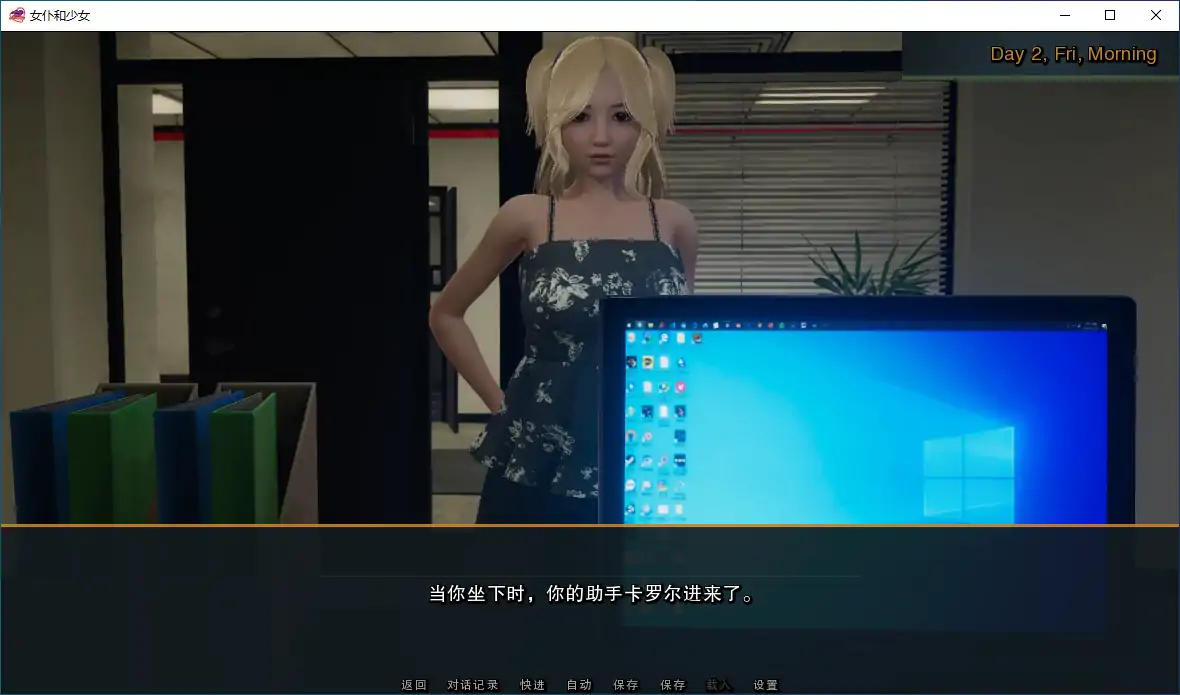 女仆和少女
Day 2, Fri, Morning
当你坐下时，你的助手卡罗尔进来了。
返回 对话记录 快进 自动 保存 保存 载入 设置